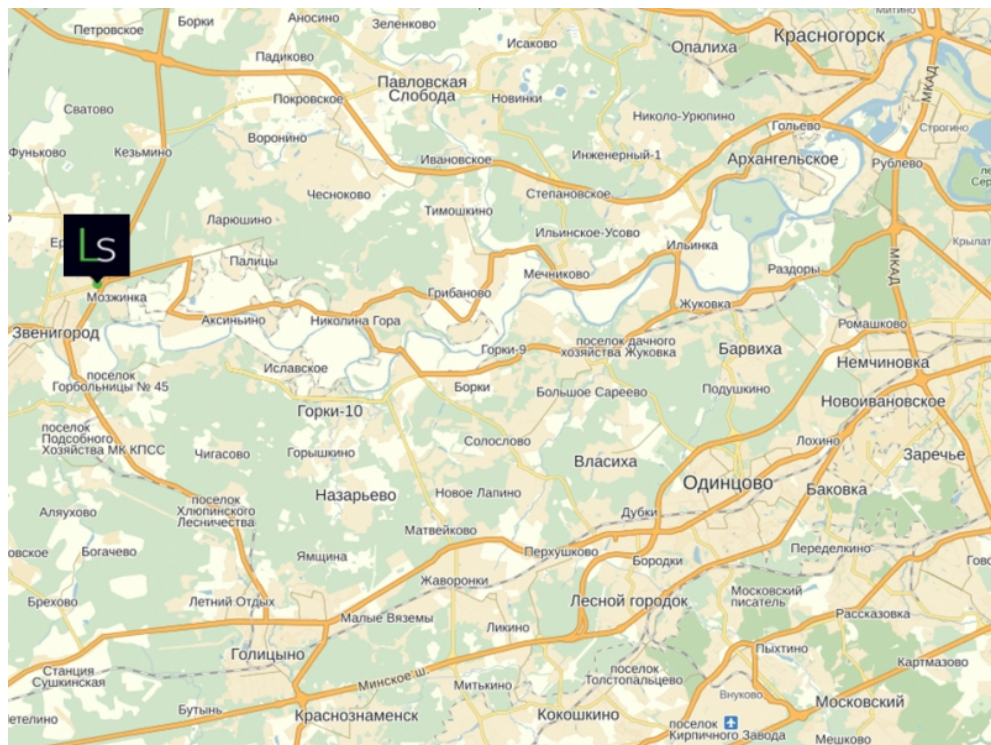 Митино
Петровское
Борки
Аносино
Зеленково
Красногорск
Исаково
Опалиха
Падиково
МКАД
Павловская
Слобода
Покровское
Новинки
Сватово
Николо-Урюпино
Гольево
Строгино
Воронино
Фуньково
Кезьмино
Ивановское
Инженерный-1
Архангельское
Рублево
Чесноково
Степановское
Тимошкино
Ларюшино
LS
Ильинское-Усово
Ильинка
Палицы
Мечниково
Раздоры
МКАД
Мозжинка
Грибаново
Жуковка
Звенигород
Аксиньино
Николина Гора
Ромашково
поселок дачного
хозяйства Жуковка
Горки-9
Барвиха
Немчиновка
Иславское
поселок
Горбольницы № 45
Борки
Большое Сареево
Подушкино
Новоивановское
Горки-10
поселок
Подсобного
Хозяйства МК КПСС
Солослово
Лохино
Чигасово
Горышкино
Власиха
Заречье
Одинцово
Баковка
Назарьево
Новое Лапино
поселок
Хлюпинского
Лесничества
Аляухово
Дубки
Матвейково
Богачево
Ямщина
Перхушково
Переделкино
Бородки
Жаворонки
Московский
писатель
Брехово
Летний Отдых
Лесной городок
Рассказовка
Малые Вяземы
Ликино
Голицыно
Пыхтино
Картмазово
Станция
Сушкинская
Минское ш.
поселок
Толстопальцево
Митькино
Внуково
Московский
Бутынь
Краснознаменск
Кокошкино
поселок
Кирпичного Завода
Мешково